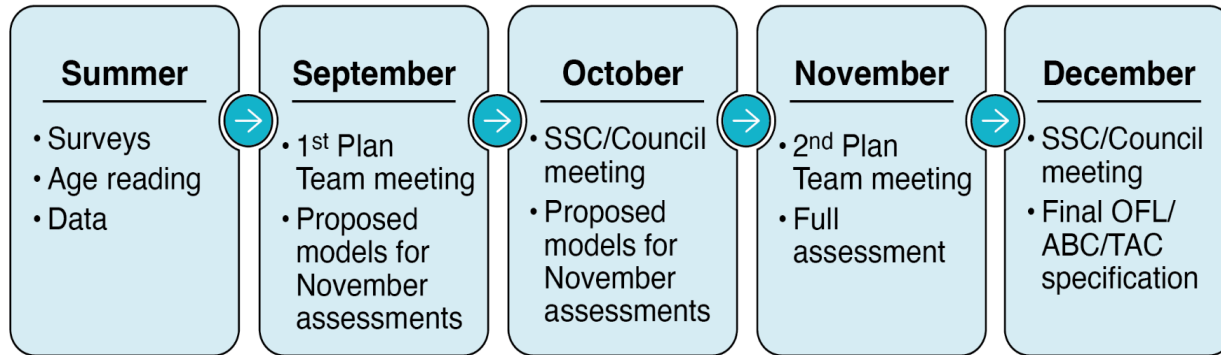 Summer
• Surveys
• Age reading
• Data
September
• 1st Plan
Team meeting
• Proposed
models for
November
assessments
October
• SSC/Council
meeting
• Proposed
models for
November
assessments
November
• 2nd Plan
Team meeting
• Full
assessment
December
• SSC/Council
meeting
• Final OFL/
ABC/TAC
specification